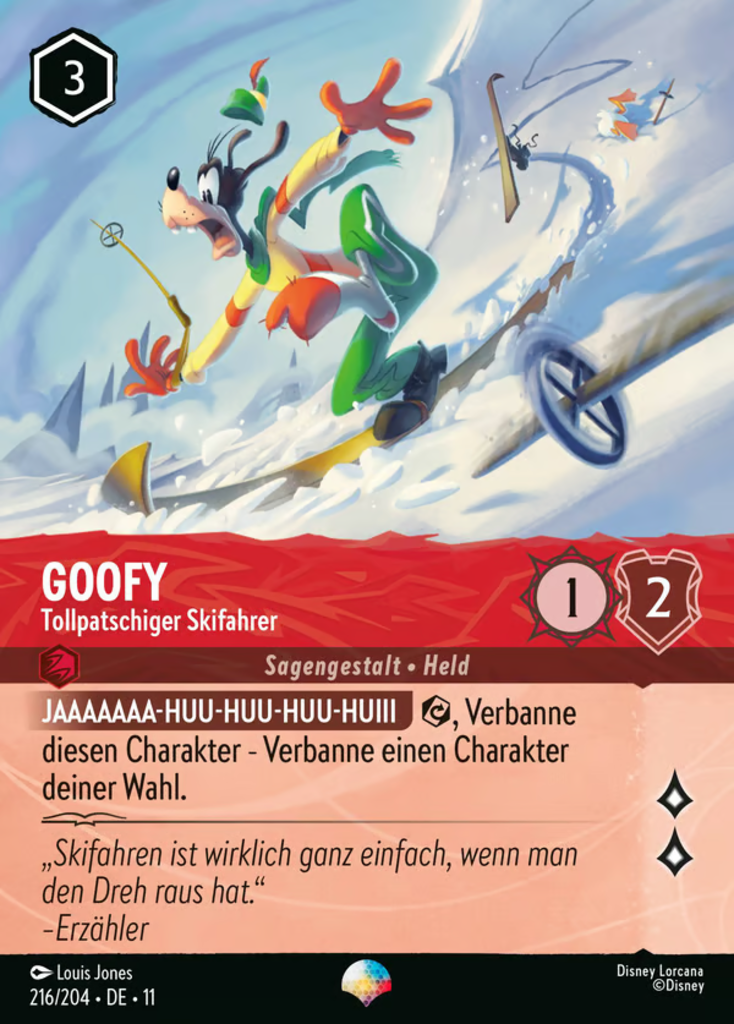 3
GOOFY
Tollpatschiger Skifahrer
1
2
Sagengestalt • Held
JAAAAAAA-HUU-HUU-HUU-HUIII , Verbanne
diesen Charakter - Verbanne einen Charakter
deiner Wahl.
„Skifahren ist wirklich ganz einfach, wenn man
den Dreh raus hat.“
-Erzähler
Louis Jones
216/204 • DE • 11
Disney Lorcana
©Disney